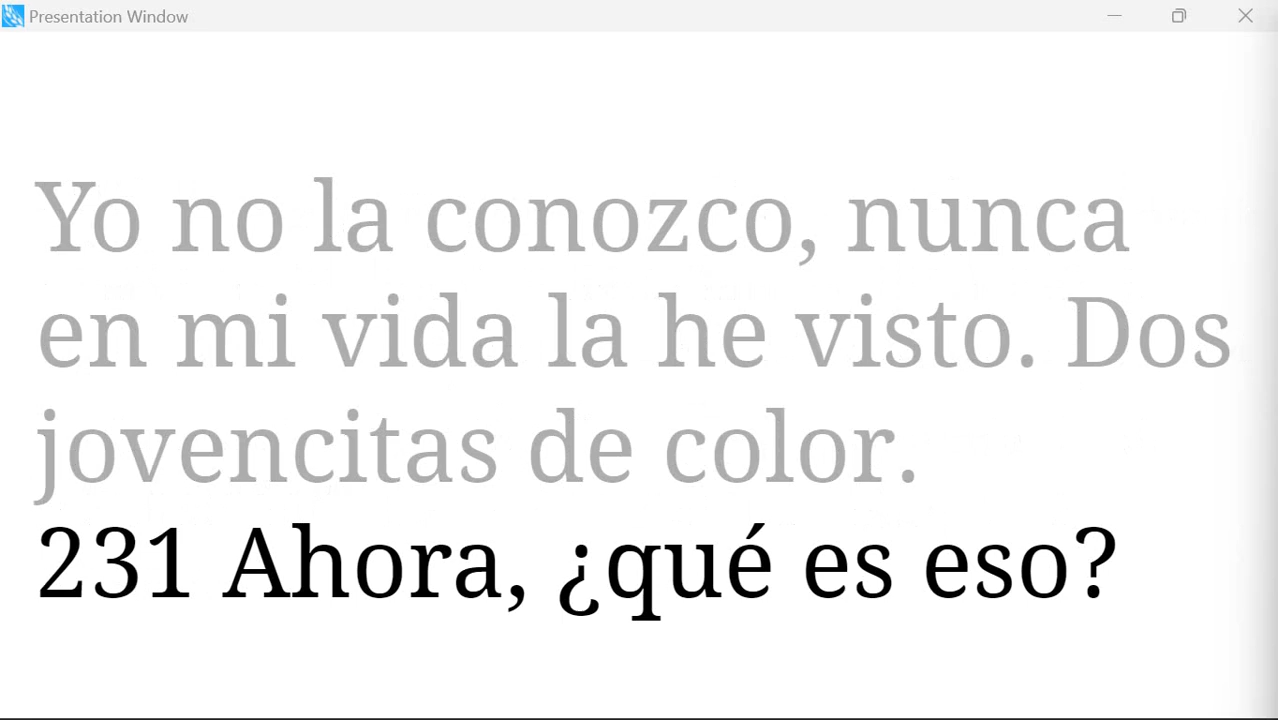 Presentation Window
Yo no la conozco, nunca
en mi vida la he visto. Dos
jovencitas de color.
231 Ahora, ¿qué es eso?